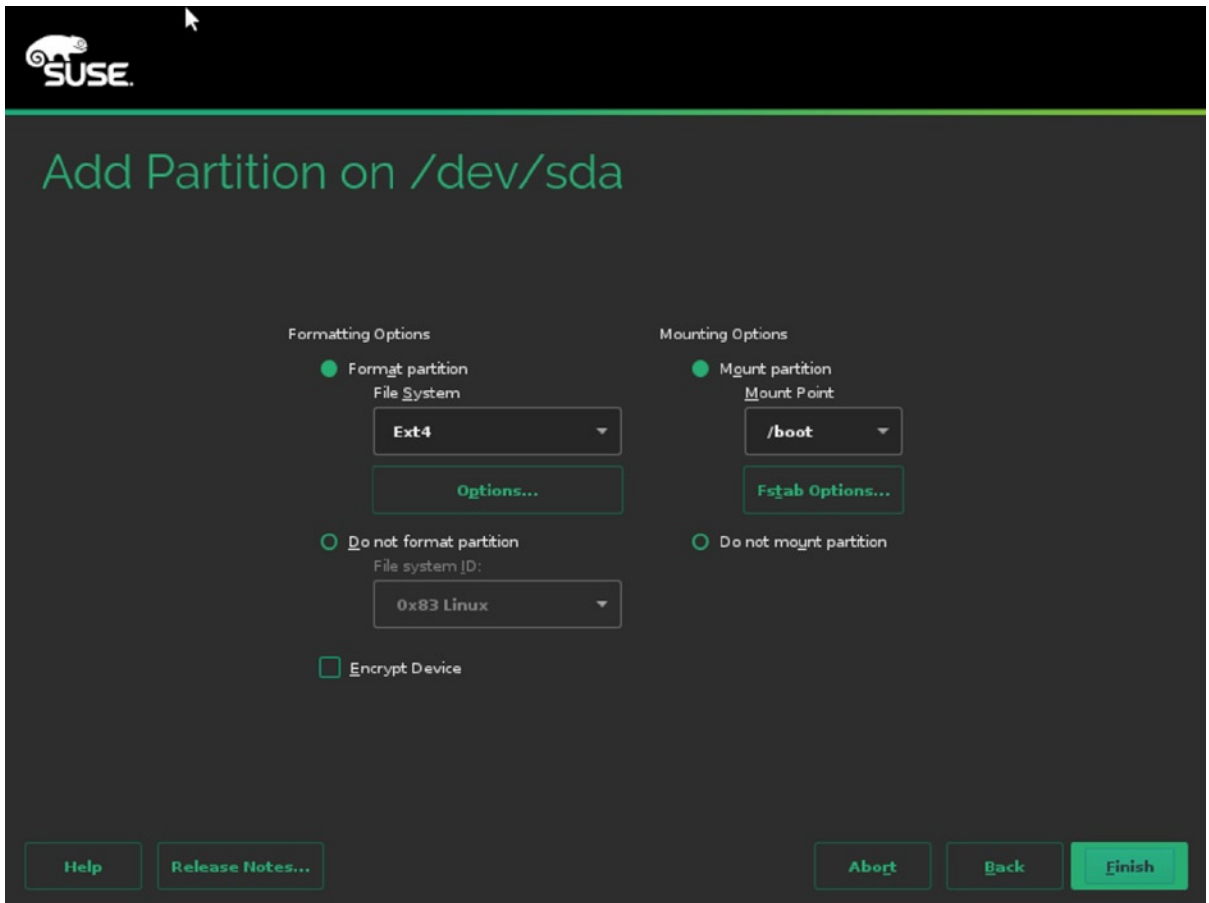 SUSE.
Add Partition on /dev/sda
Formatting Options
Format partition
File System
Ext4
Options...
Do not format partition
File system ID:
0x83 Linux
Encrypt Device
Mounting Options
Mount partition
Mount Point
/boot
Fstab Options...
Do not mount partition
Help
Release Notes...
Abort
Back
Finish